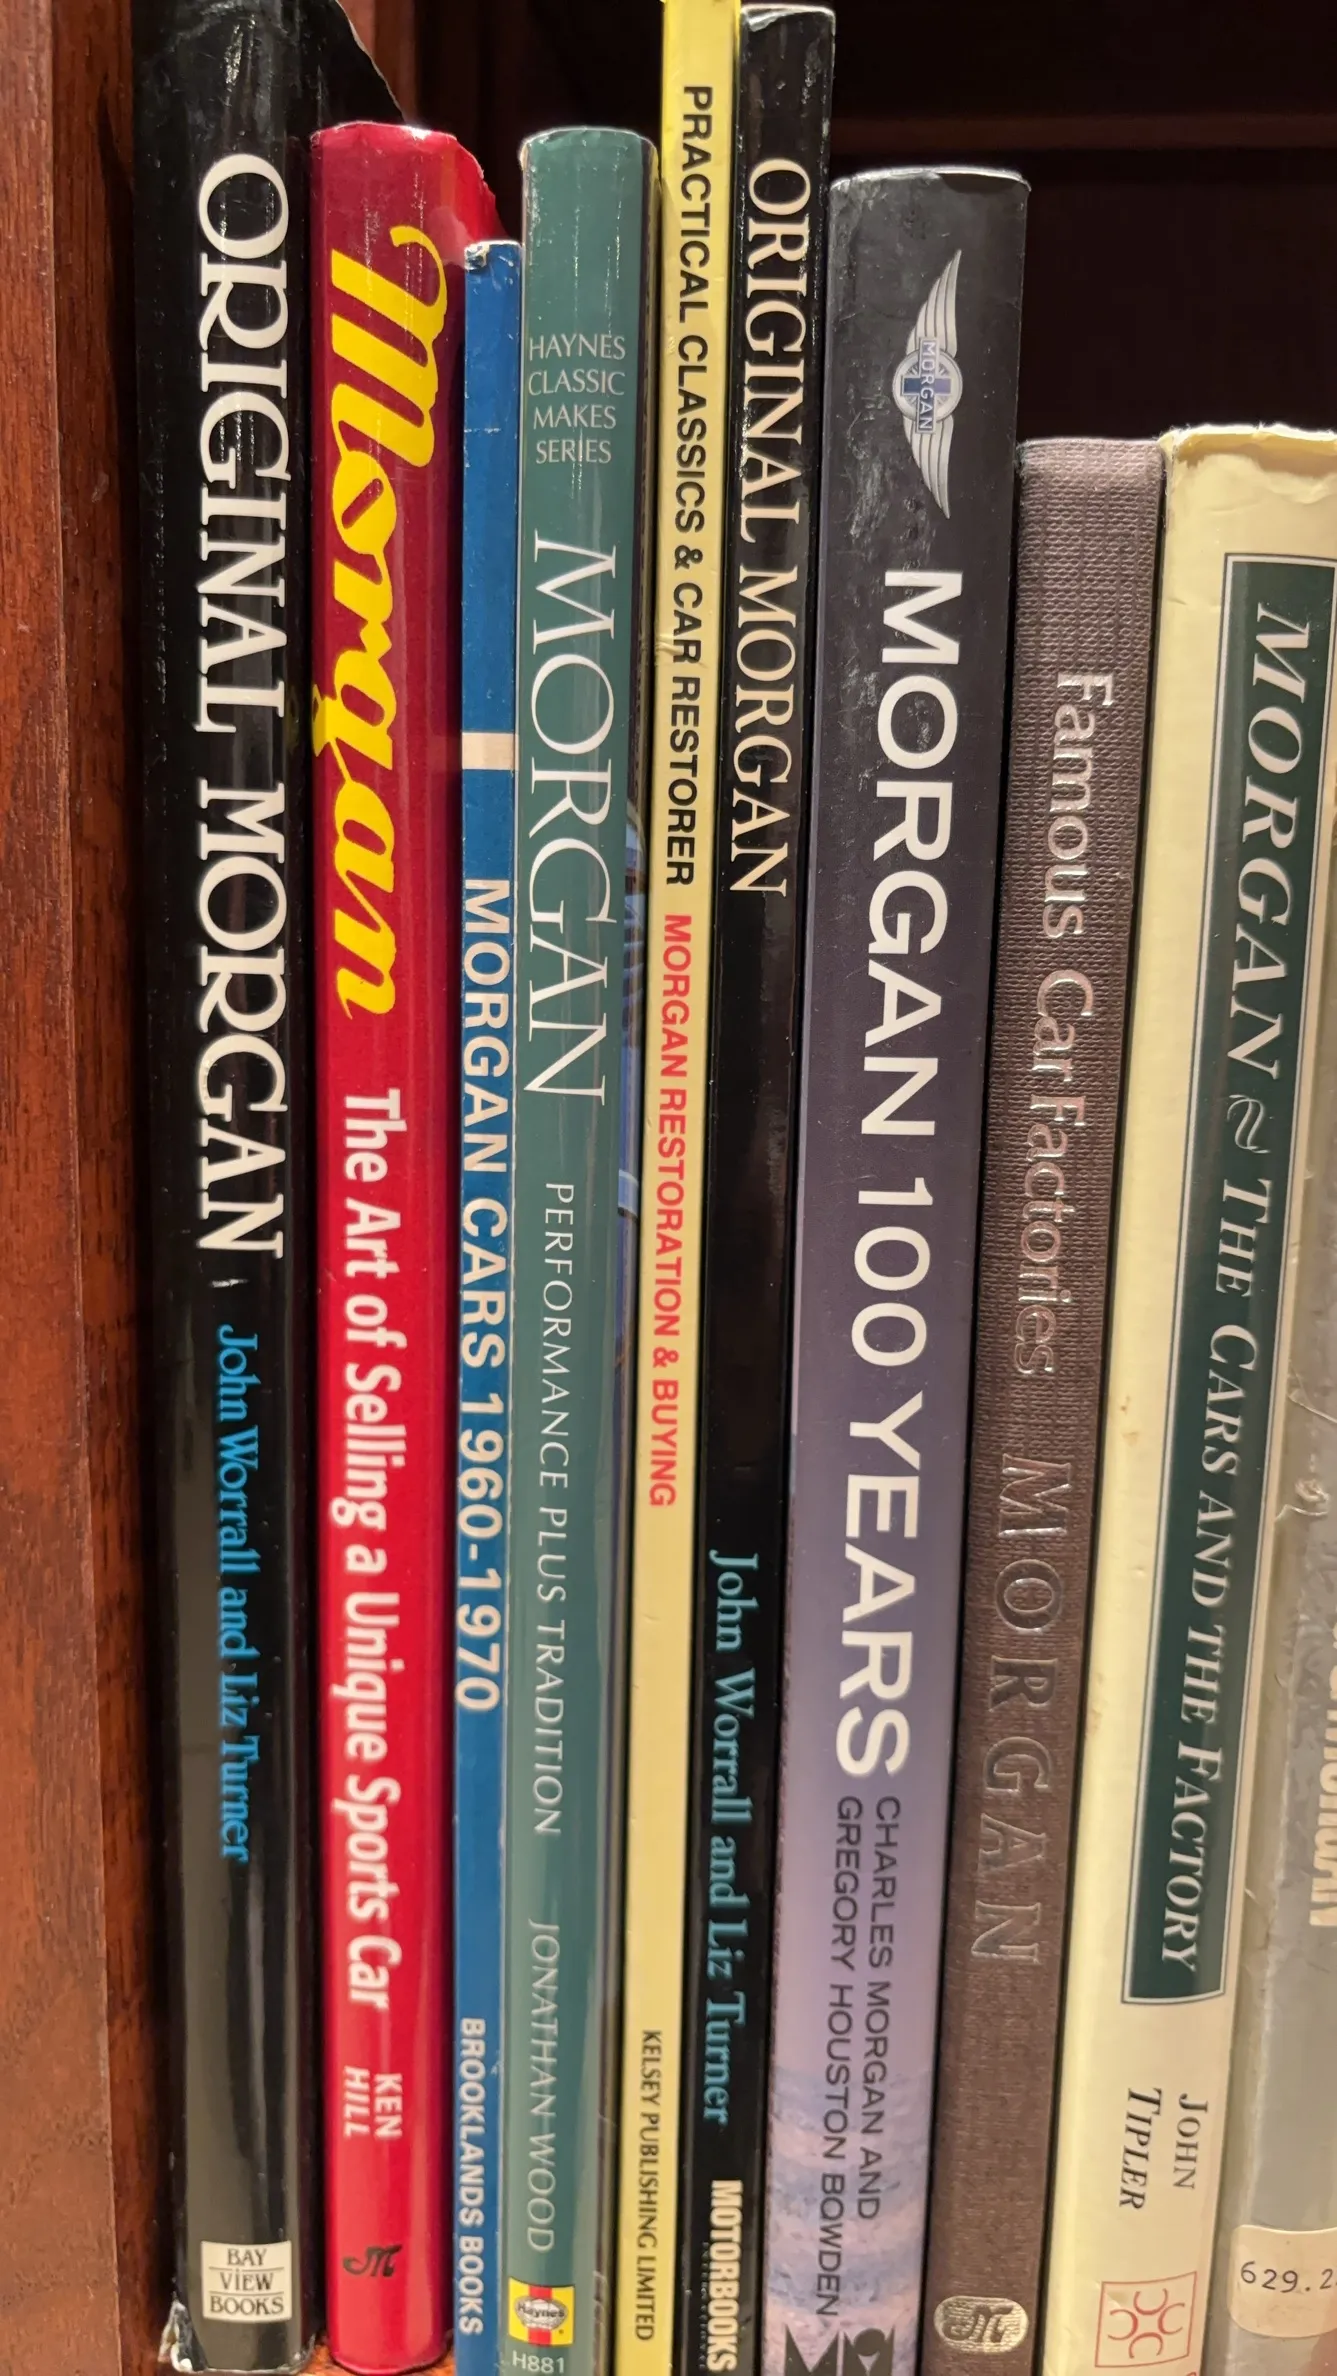 ORIGINAL MORGAN
John Worrall and Liz Turner
BAY
VIEW
BOOKS
Morgan
The Art of Selling a Unique Sports Car
KEN
HILL
M
MORGAN CARS 1960-1970
BROOKLANDS BOOKS
HAYNES
CLASSIC
MAKES
SERIES
MORGAN
PERFORMANCE PLUS TRADITION
JONATHAN WOOD
Haynes
H881
PRACTICAL CLASSICS & CAR RESTORER
MORGAN RESTORATION & BUYING
KELSEY PUBLISHING LIMITED
ORIGINAL MORGAN
John Worrall and Liz Turner
MOTORBOOKS
MORGAN
MORGAN 100 YEARS
CHARLES MORGAN AND
GREGORY HOUSTON BOWDEN
Famous Car Factories
MORGAN
M
MORGAN ~ THE CARS AND THE FACTORY
JOHN
TIPLER
629.2